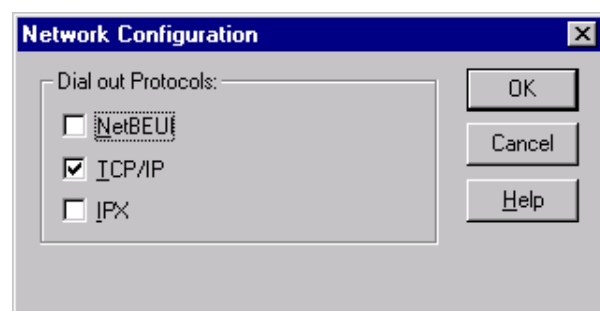 Network Configuration
Dial out Protocols:
NetBEUI
TCP/IP
IPX
OK
Cancel
Help